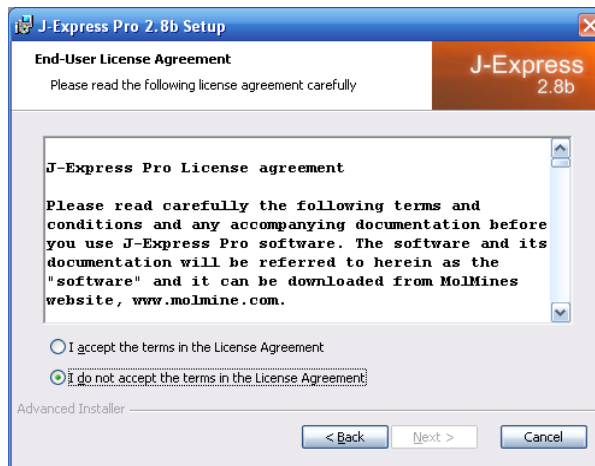 J-Express Pro 2.8b Setup
End-User License Agreement
Please read the following license agreement carefully
J-Express
2.8b
J-Express Pro License agreement
Please read carefully the following terms and
conditions and any accompanying documentation before
you use J-Express Pro software. The software and its
documentation will be referred to herein as the
"software" and it can be downloaded from MolMines
website, www.molmine.com.
I accept the terms in the License Agreement
I do not accept the terms in the License Agreement
Advanced Installer
< Back
Next >
Cancel